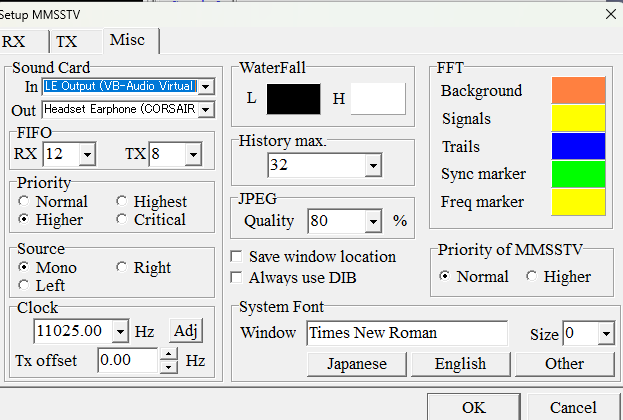 Setup MMSSTV
RX TX Misc
Sound Card
In LE Output (VB-Audio Virtual
Out Headset Earphone (CORSAIR
FIFO
RX 12 TX 8
Priority
Normal Highest
Higher Critical
Source
Mono Right
Left
Clock
11025.00 Hz Adj
Tx offset 0.00 Hz
WaterFall
L H
History max.
32
JPEG
Quality 80 %
Save window location
Always use DIB
FFT
Background
Signals
Trails
Sync marker
Freq marker
Priority of MMSSTV
Normal Higher
System Font
Window Times New Roman Size 0
Japanese English Other
OK Cancel